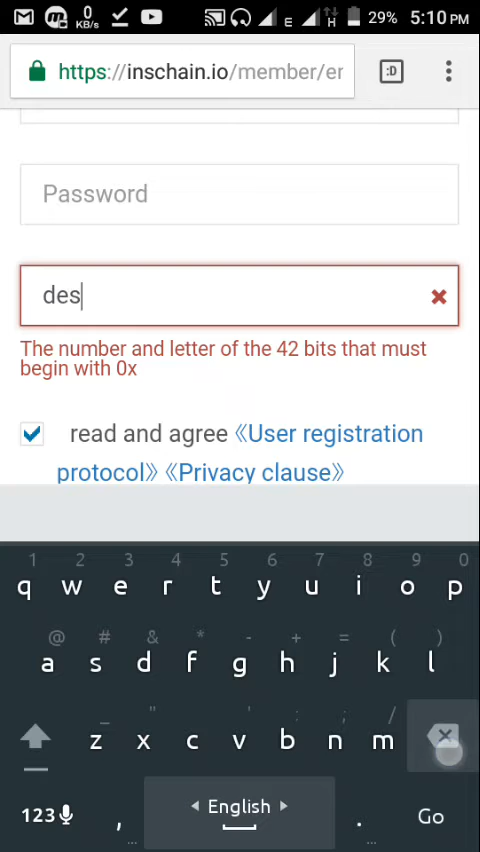 0 KB/s E H 29% 5:10 PM
https://inschain.io/member/er
:D
Password
des
The number and letter of the 42 bits that must
begin with 0x
read and agree 《User registration
protocol》 《Privacy clause》
1 2 3 4 5 6 7 8 9 0
q w e r t y u i o p
@ # & * - + = ( )
a s d f g h j k l
_ " ' : ; /
z x c v b n m
123 , English . Go
... ...